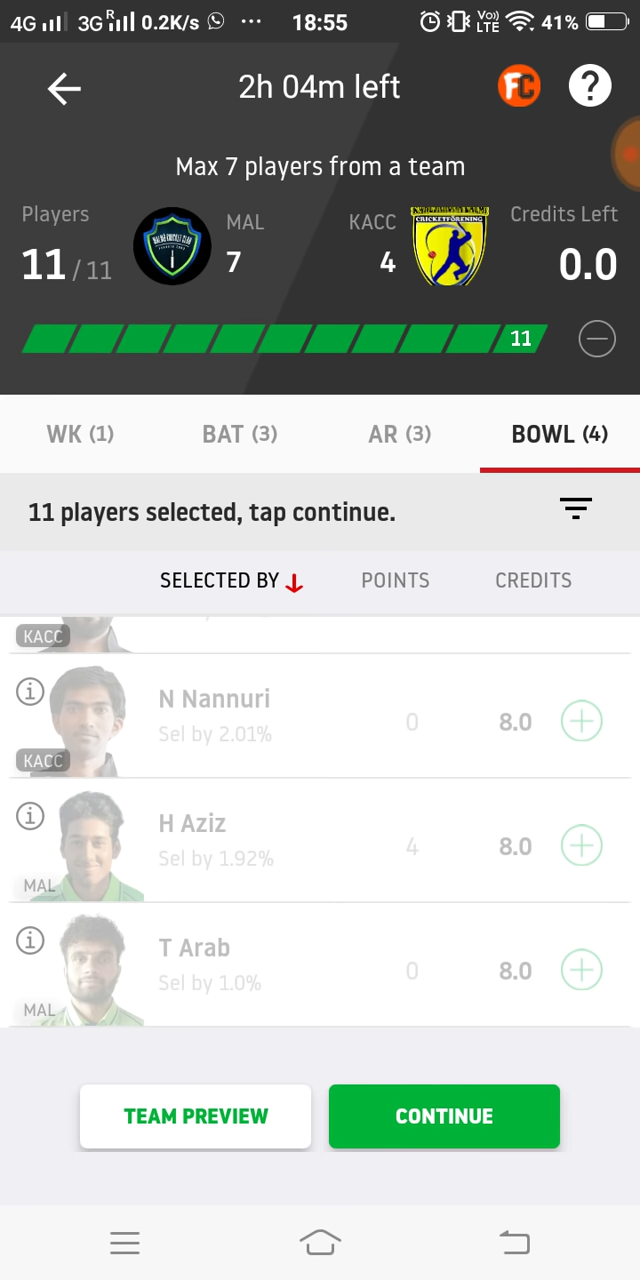 4G 3G R 0.2K/s ... 18:55 Vo)) LTE 41%
2h 04m left FC ?
Max 7 players from a team
Players MAL KACC Credits Left
11 / 11 7 4 0.0
11
WK (1) BAT (3) AR (3) BOWL (4)
11 players selected, tap continue.
SELECTED BY POINTS CREDITS
KACC
N Nannuri
Sel by 2.01% 0 8.0
KACC
H Aziz
Sel by 1.92% 4 8.0
MAL
T Arab
Sel by 1.0% 0 8.0
MAL
TEAM PREVIEW CONTINUE